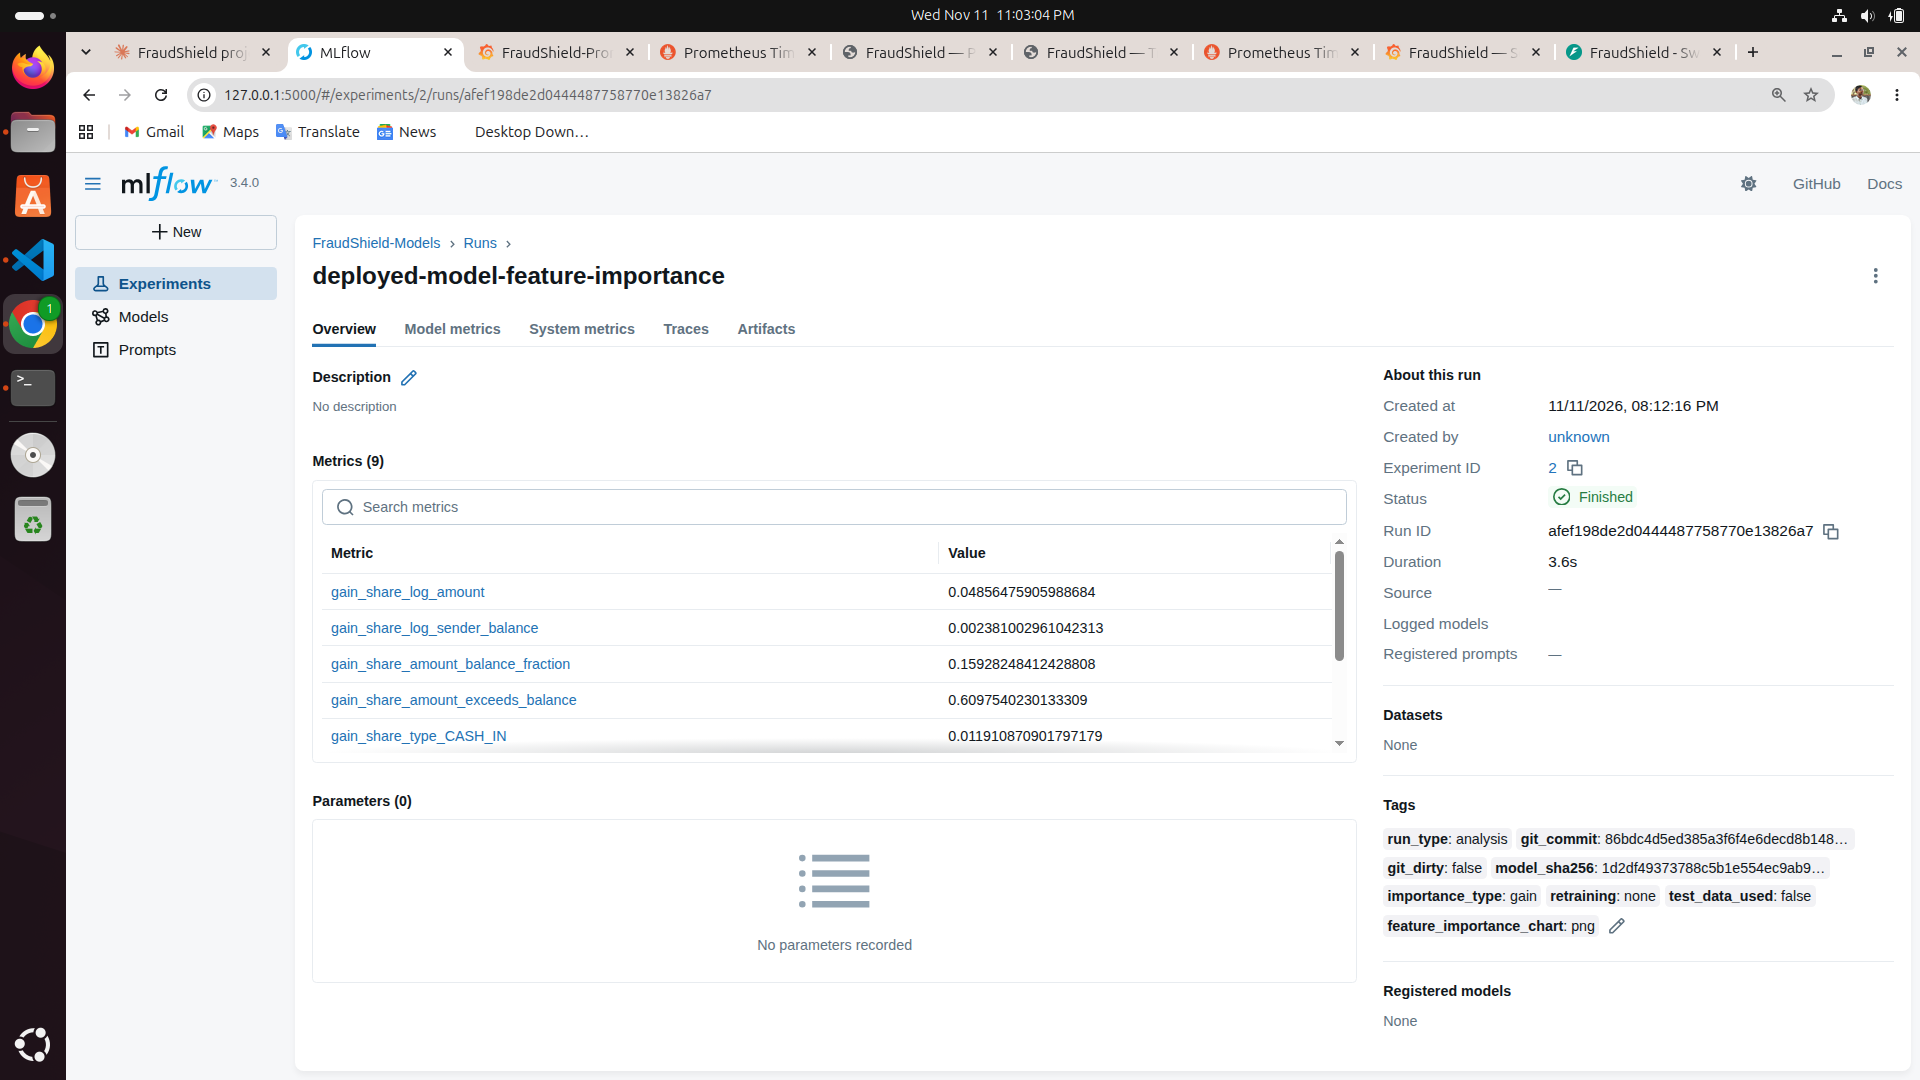 Wed Nov 11 11:03:04 PM
FraudShield proj
MLflow
FraudShield-Pro
Prometheus Tim
FraudShield —
FraudShield —
Prometheus Tim
FraudShield —
FraudShield - Sw
127.0.0.1:5000/#/experiments/2/runs/afef198de2d0444487758770e13826a7
Gmail
Maps
Translate
News
Desktop Down…
mlflow 3.4.0
GitHub
Docs
New
Experiments
Models
Prompts
1
>_
FraudShield-Models › Runs ›
deployed-model-feature-importance
Overview
Model metrics
System metrics
Traces
Artifacts
Description
No description
Metrics (9)
Search metrics
Metric Value
gain_share_log_amount 0.04856475905988684
gain_share_log_sender_balance 0.002381002961042313
gain_share_amount_balance_fraction 0.15928248412428808
gain_share_amount_exceeds_balance 0.6097540230133309
gain_share_type_CASH_IN 0.011910870901797179
Parameters (0)
No parameters recorded
About this run
Created at 11/11/2026, 08:12:16 PM
Created by unknown
Experiment ID 2
Status Finished
Run ID afef198de2d0444487758770e13826a7
Duration 3.6s
Source —
Logged models
Registered prompts —
Datasets
None
Tags
run_type: analysis git_commit: 86bdc4d5ed385a3f6f4e6decd8b148…
git_dirty: false model_sha256: 1d2df49373788c5b1e554ec9ab9…
importance_type: gain retraining: none test_data_used: false
feature_importance_chart: png
Registered models
None